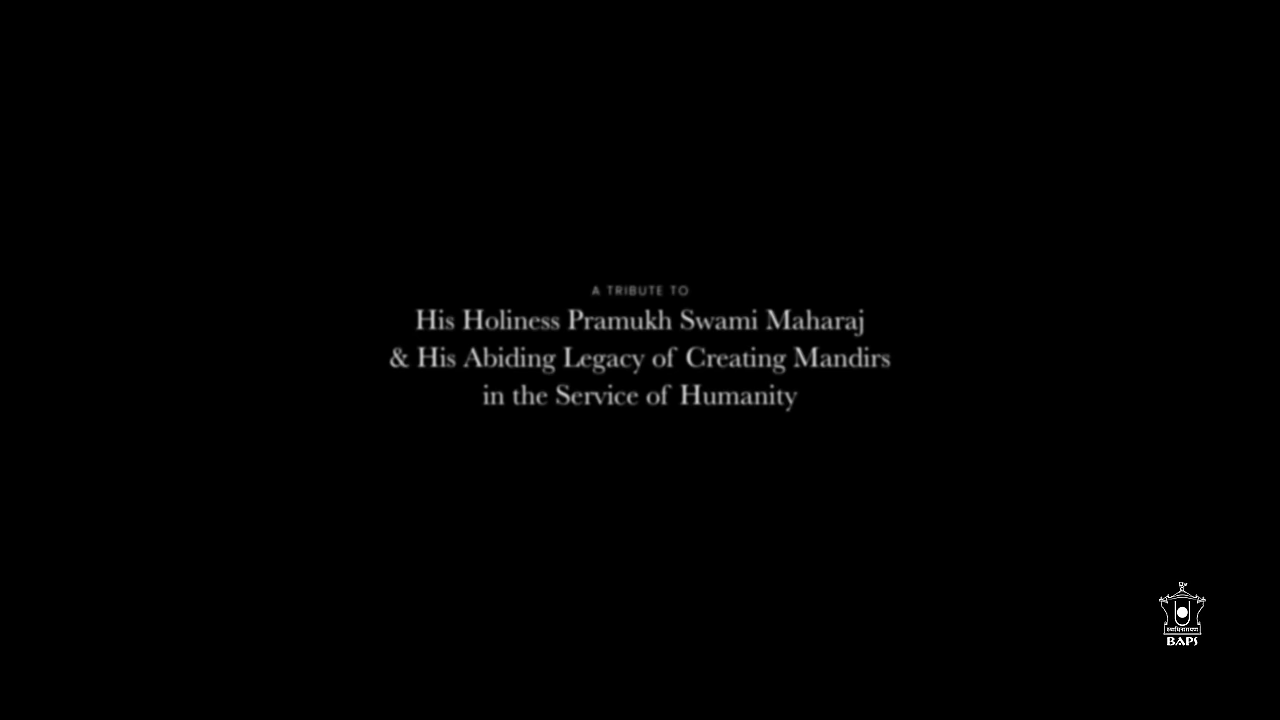 A TRIBUTE TO
His Holiness Pramukh Swami Maharaj
& His Abiding Legacy of Creating Mandirs
in the Service of Humanity
BAPS